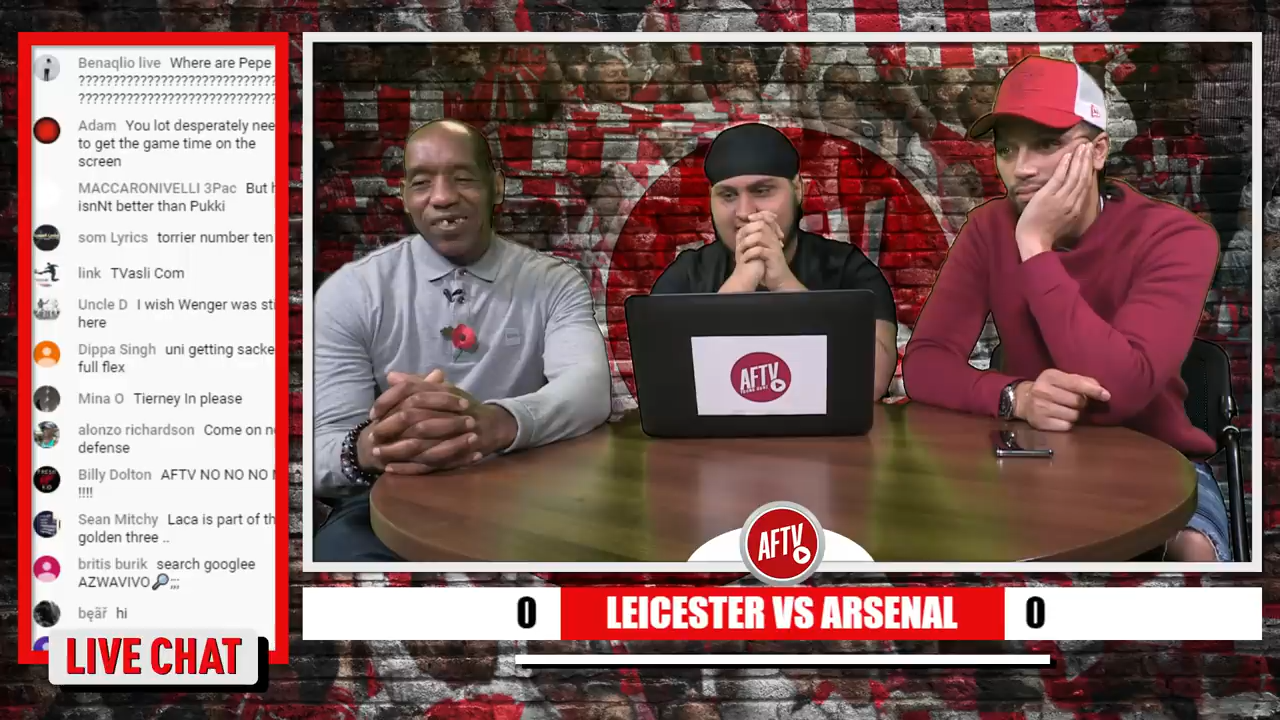 Benaqlio live Where are Pepe
????????????????????????????
????????????????????????????
Adam You lot desperately nee
to get the game time on the
screen
MACCARONIVELLI 3Pac But h
isnNt better than Pukki
som Lyrics torrier number ten
link TVasli Com
Uncle D I wish Wenger was sti
here
Dippa Singh uni getting sacke
full flex
Mina O Tierney In please
alonzo richardson Come on n
defense
Billy Dolton AFTV NO NO NO N
!!!!
Sean Mitchy Laca is part of th
golden three ..
britis burik search googlee
AZWAVIVO🔎;;;
bęãř hi
LIVE CHAT
AFTV
AFTV
0 LEICESTER VS ARSENAL 0